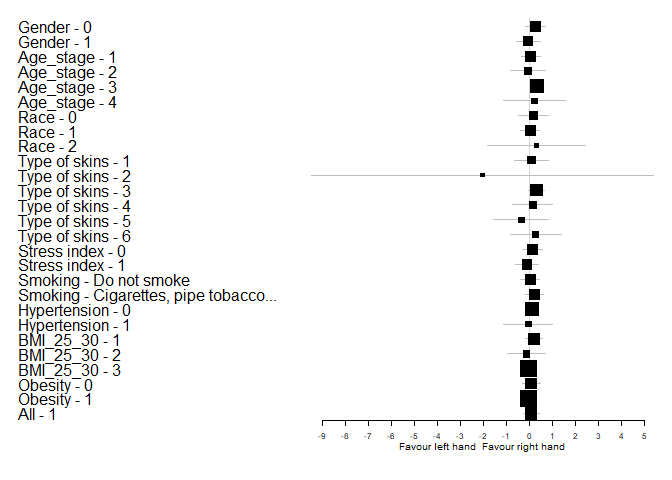 Gender - 0
Gender - 1
Age_stage - 1
Age_stage - 2
Age_stage - 3
Age_stage - 4
Race - 0
Race - 1
Race - 2
Type of skins - 1
Type of skins - 2
Type of skins - 3
Type of skins - 4
Type of skins - 5
Type of skins - 6
Stress index - 0
Stress index - 1
Smoking - Do not smoke
Smoking - Cigarettes, pipe tobacco...
Hypertension - 0
Hypertension - 1
BMI_25_30 - 1
BMI_25_30 - 2
BMI_25_30 - 3
Obesity - 0
Obesity - 1
All - 1
-9 -8 -7 -6 -5 -4 -3 -2 -1 0 1 2 3 4 5
Favour left hand Favour right hand